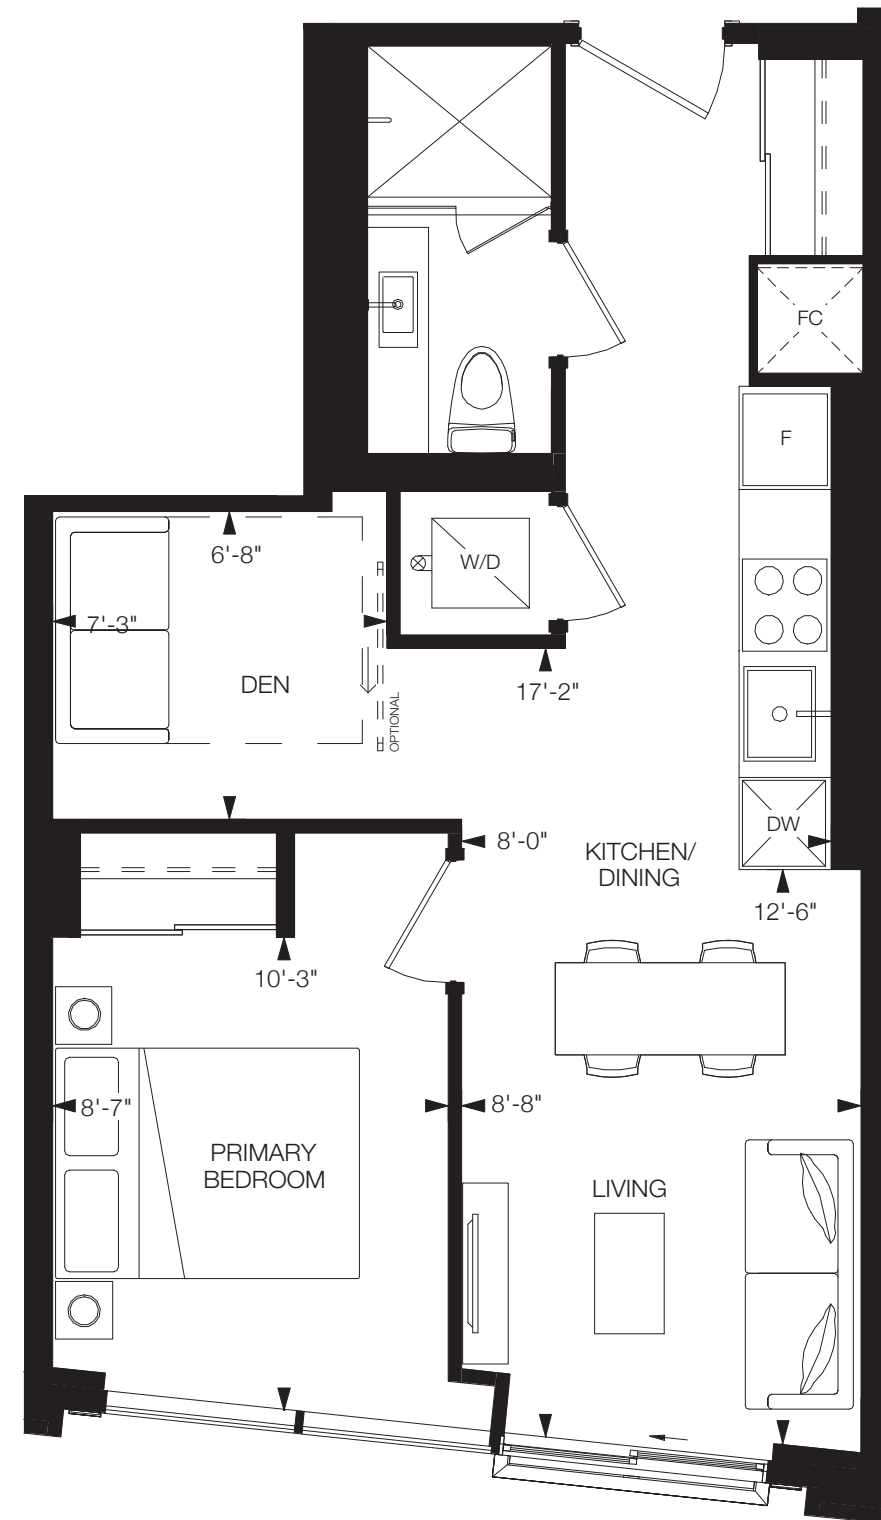 FC
F
6'-8"
W/D
7'-3"
DEN
17'-2"
OPTIONAL
DW
8'-0"
KITCHEN/
DINING
12'-6"
10'-3"
8'-7"
8'-8"
PRIMARY
BEDROOM
LIVING